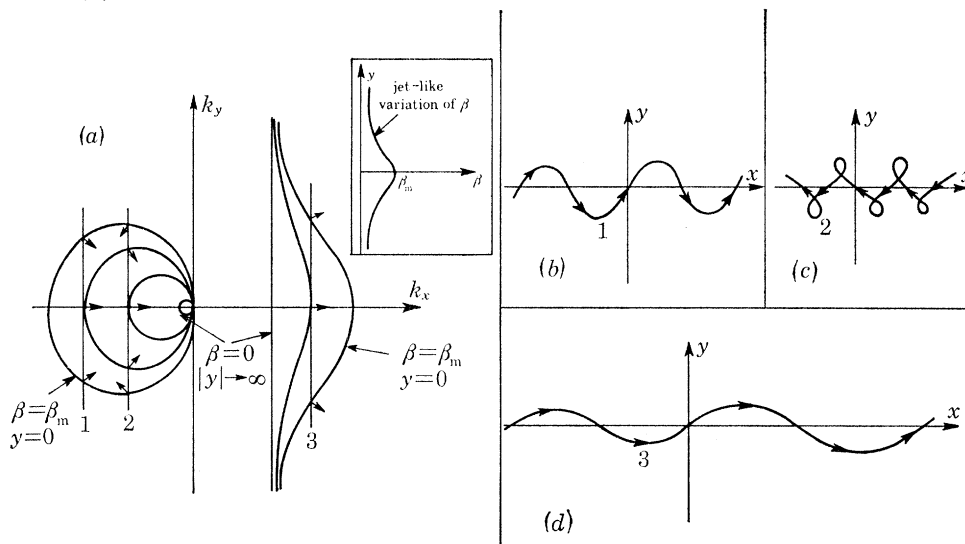 (a)
k_y
k_x
β=β_m
y=0
1
2
β=0
|y|→∞
β=β_m
y=0
3
y
jet-like
variation of β
β_m
β
y
x
1
(b)
y
x
2
(c)
y
x
3
(d)